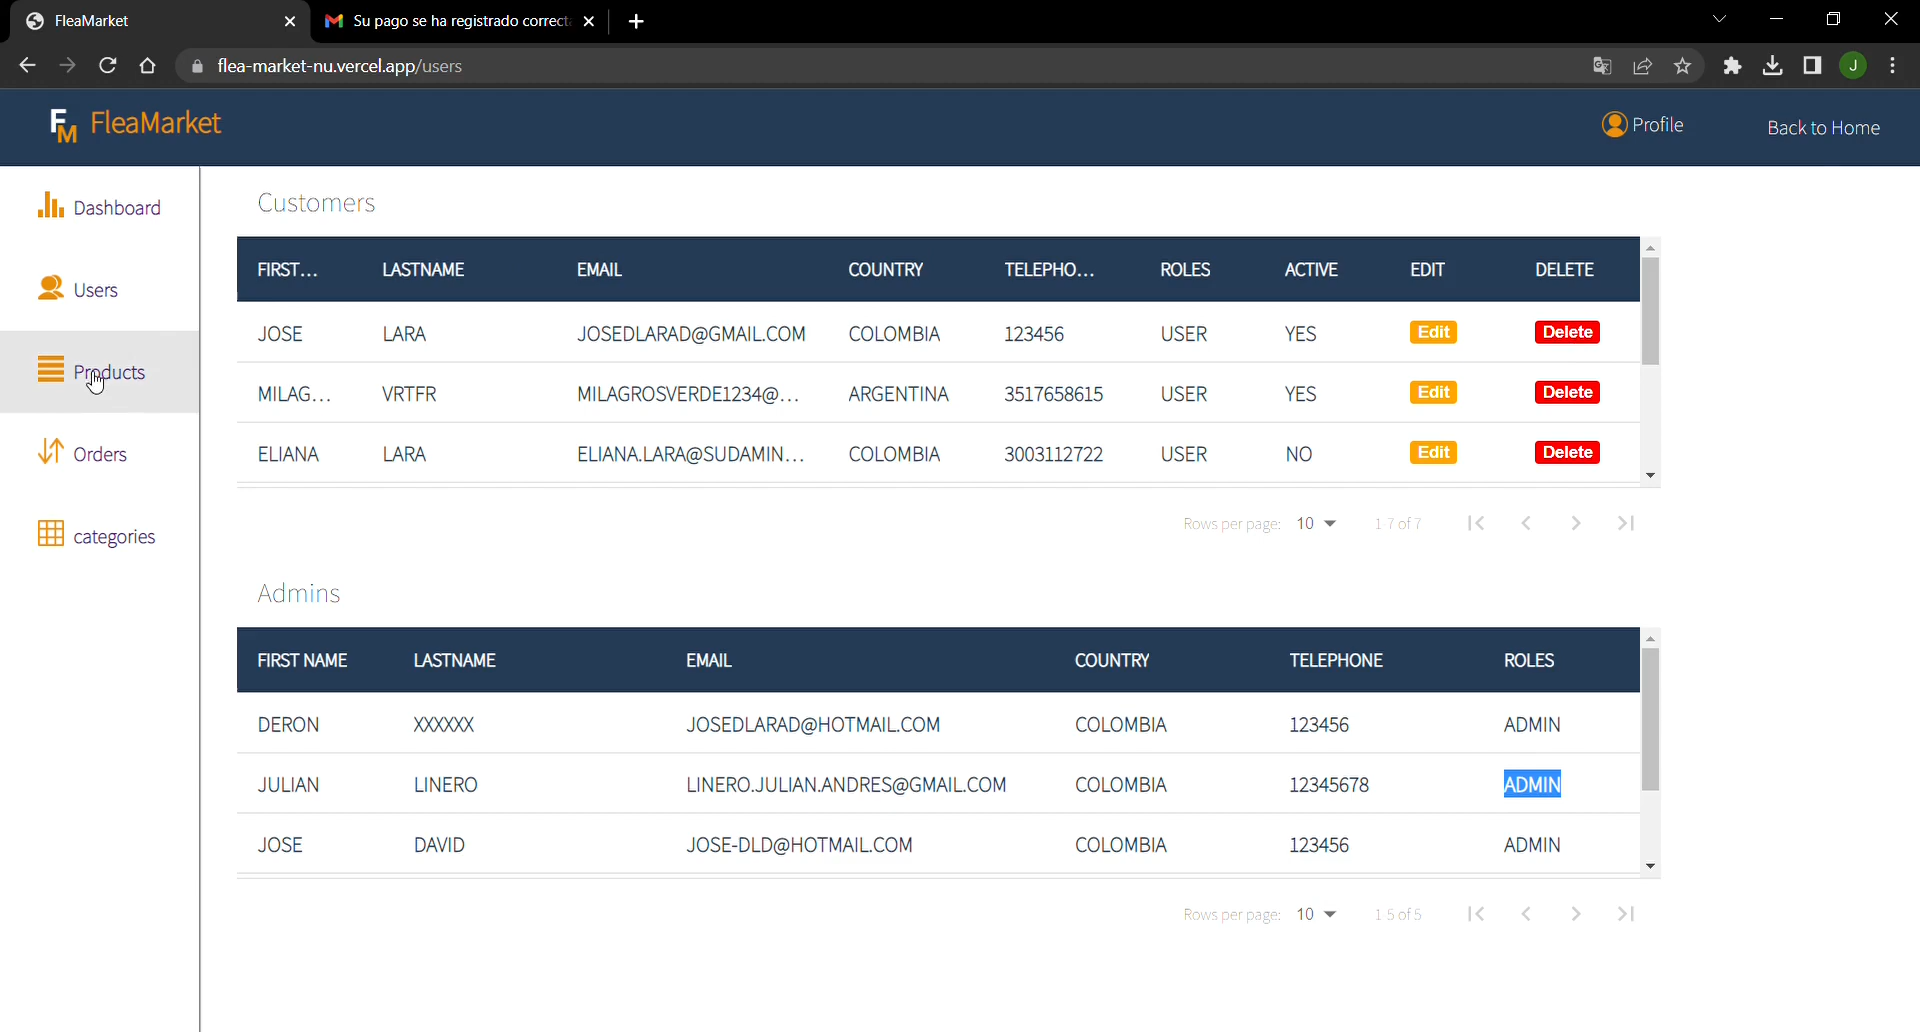 FleaMarket
Su pago se ha registrado correct
flea-market-nu.vercel.app/users
J
FM FleaMarket
Profile
Back to Home
Dashboard
Users
Products
Orders
categories
Customers
FIRST... LASTNAME EMAIL COUNTRY TELEPHO... ROLES ACTIVE EDIT DELETE
JOSE LARA JOSEDLARAD@GMAIL.COM COLOMBIA 123456 USER YES Edit Delete
MILAG... VRTFR MILAGROSVERDE1234@... ARGENTINA 3517658615 USER YES Edit Delete
ELIANA LARA ELIANA.LARA@SUDAMIN... COLOMBIA 3003112722 USER NO Edit Delete
Rows per page: 10 1 7 of 7
Admins
FIRST NAME LASTNAME EMAIL COUNTRY TELEPHONE ROLES
DERON XXXXXX JOSEDLARAD@HOTMAIL.COM COLOMBIA 123456 ADMIN
JULIAN LINERO LINERO.JULIAN.ANDRES@GMAIL.COM COLOMBIA 12345678 ADMIN
JOSE DAVID JOSE-DLD@HOTMAIL.COM COLOMBIA 123456 ADMIN
Rows per page: 10 1 5 of 5